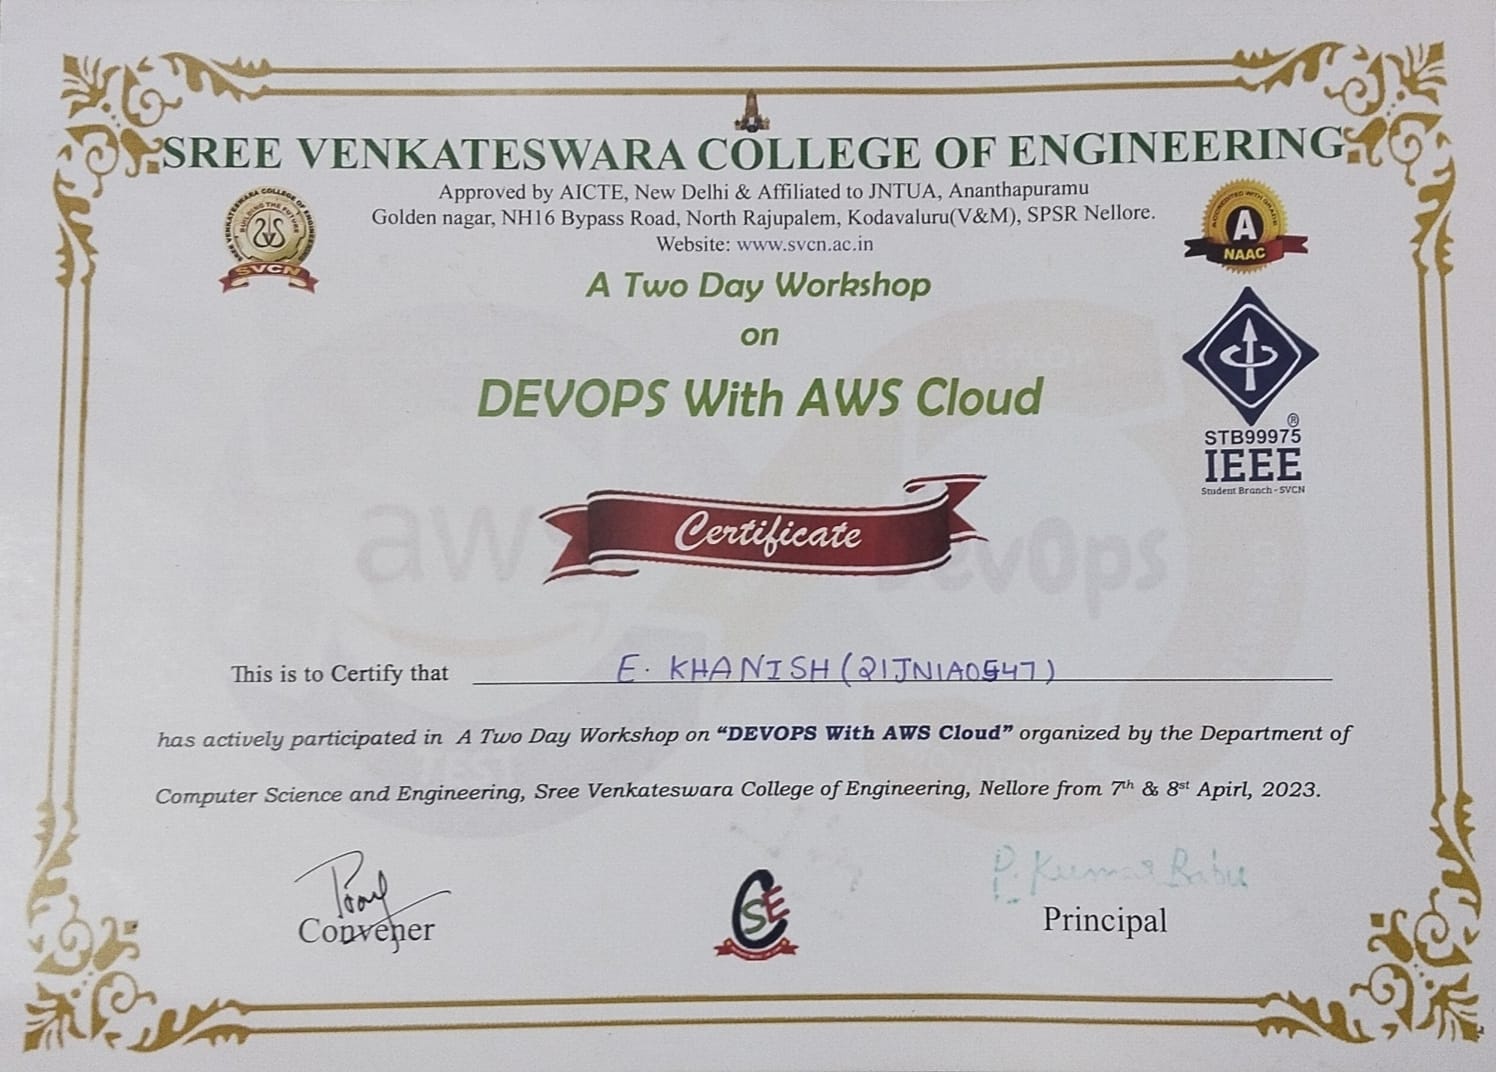 SREE VENKATESWARA COLLEGE OF ENGINEERING
Approved by AICTE, New Delhi & Affiliated to JNTUA, Ananthapuramu
Golden nagar, NH16 Bypass Road, North Rajupalem, Kodavaluru(V&M), SPSR Nellore.
Website: www.svcn.ac.in
SREE VENKATESWARA COLLEGE OF ENGINEERING
BUILDING THE FUTURE
SVCN
ACCREDITED WITH GRADE
A
NAAC
A Two Day Workshop
on
DEVOPS With AWS Cloud
®
STB99975
IEEE
Student Branch - SVCN
Certificate
aws
DevOps
This is to Certify that E. KHANISH (21JN1A0547)
has actively participated in A Two Day Workshop on “DEVOPS With AWS Cloud” organized by the Department of
TEST
Computer Science and Engineering, Sree Venkateswara College of Engineering, Nellore from 7th & 8st Apirl, 2023.
P. Kumar Babu
Convener
CSE
Principal